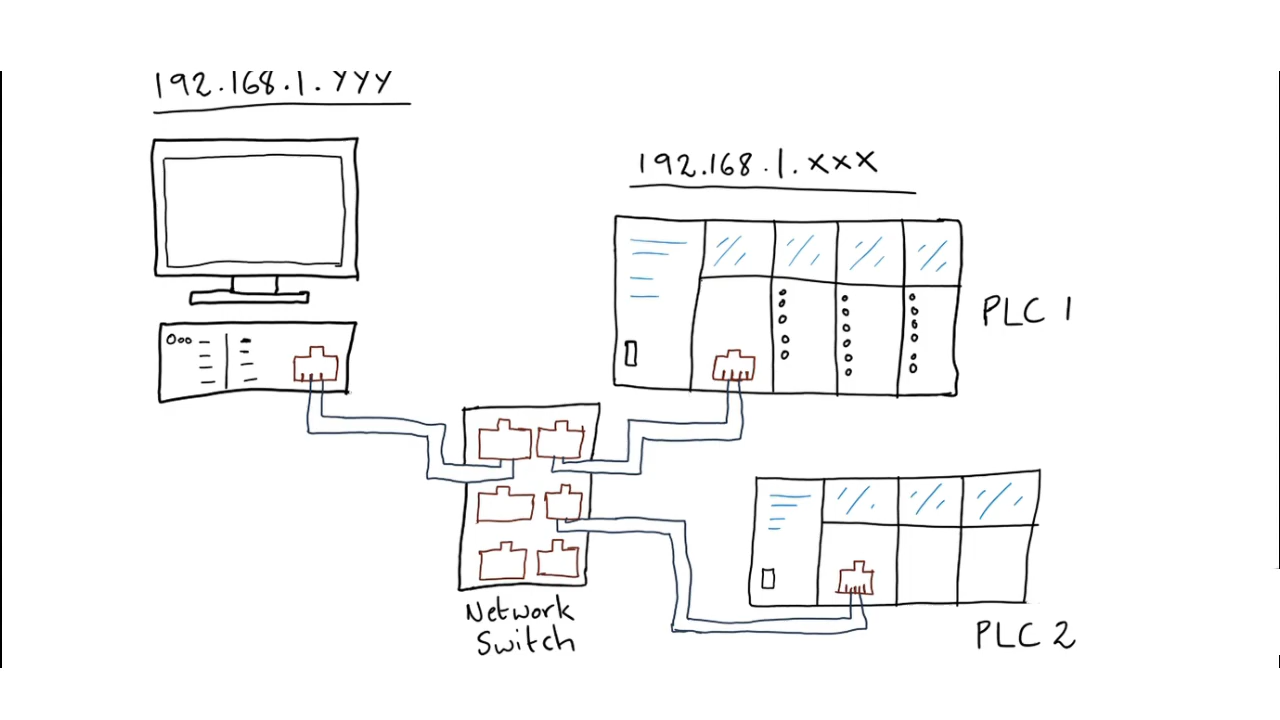 192.168.1.YYY
192.168.1.XXX
PLC 1
Network
Switch
PLC 2